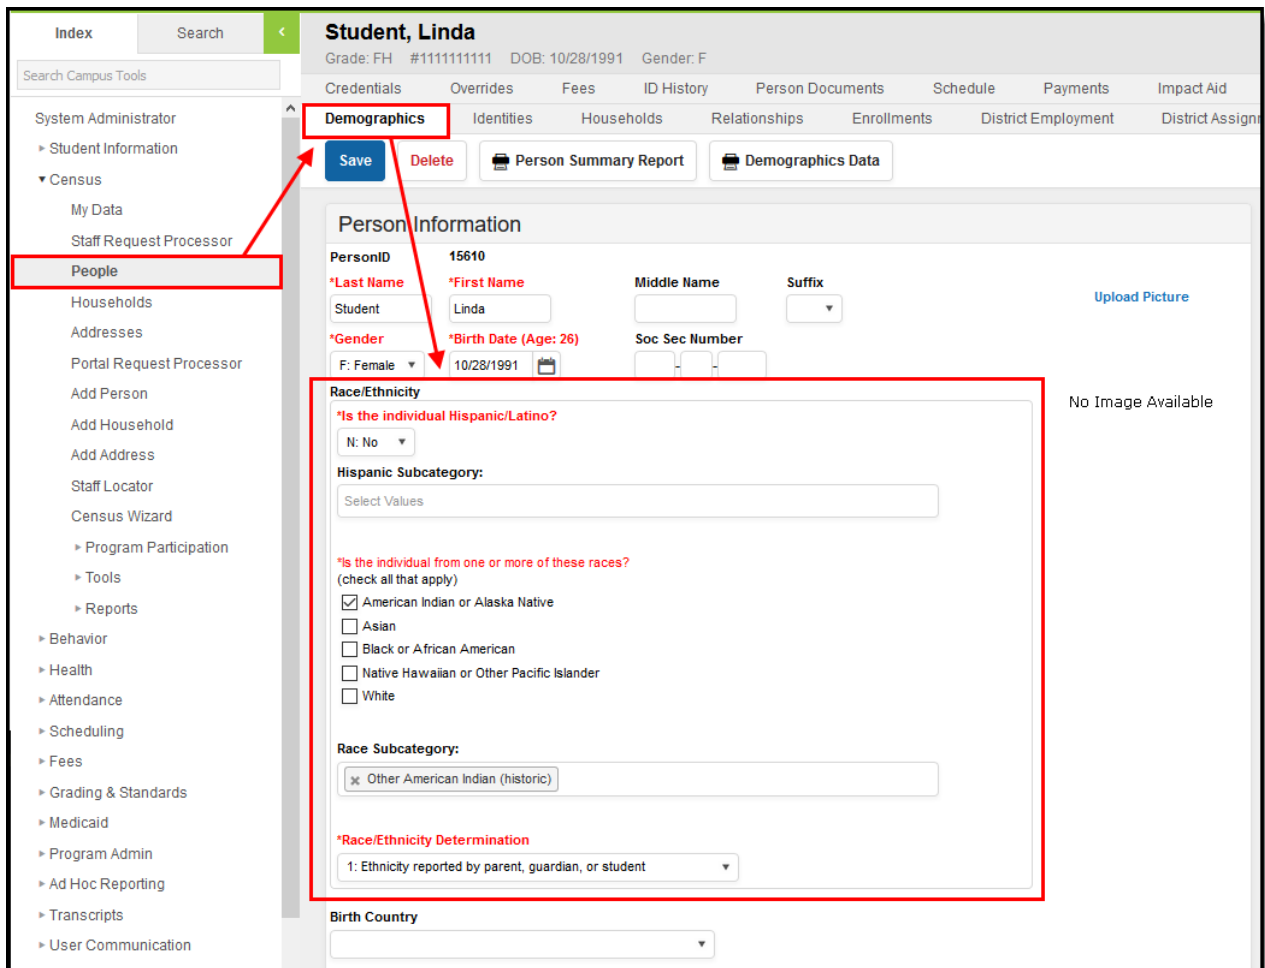 Index
Search
<
Search Campus Tools
System Administrator
Student Information
Census
My Data
Staff Request Processor
People
Households
Addresses
Portal Request Processor
Add Person
Add Household
Add Address
Staff Locator
Census Wizard
Program Participation
Tools
Reports
Behavior
Health
Attendance
Scheduling
Fees
Grading & Standards
Medicaid
Program Admin
Ad Hoc Reporting
Transcripts
User Communication
Student, Linda
Grade: FH #1111111111 DOB: 10/28/1991 Gender: F
Credentials Overrides Fees ID History Person Documents Schedule Payments Impact Aid
Demographics Identities Households Relationships Enrollments District Employment District Assignm
Save Delete Person Summary Report Demographics Data
Person Information
PersonID 15610
*Last Name *First Name Middle Name Suffix
Student Linda
Upload Picture
*Gender *Birth Date (Age: 26) Soc Sec Number
F: Female 10/28/1991 - -
No Image Available
Race/Ethnicity
*Is the individual Hispanic/Latino?
N: No
Hispanic Subcategory:
Select Values
*Is the individual from one or more of these races?
(check all that apply)
American Indian or Alaska Native
Asian
Black or African American
Native Hawaiian or Other Pacific Islander
White
Race Subcategory:
× Other American Indian (historic)
*Race/Ethnicity Determination
1: Ethnicity reported by parent, guardian, or student
Birth Country